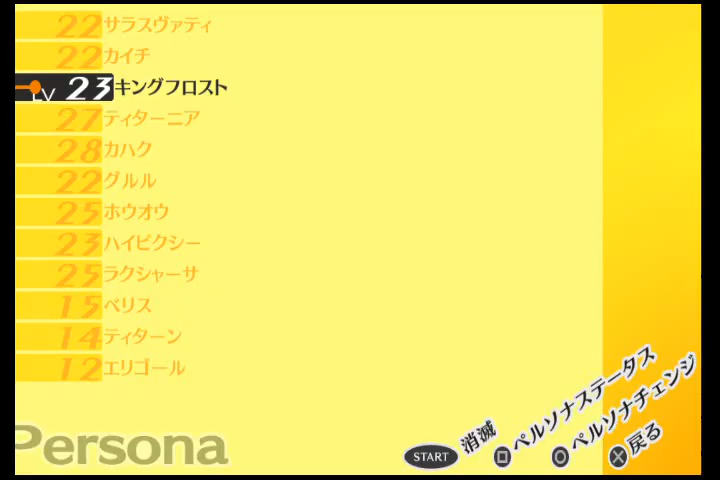 22 サラスヴァティ
22 カイチ
LV 23 キングフロスト
27 ティターニア
28 カハク
22 グルル
25 ホウオウ
23 ハイピクシー
25 ラクシャーサ
15 ベリス
14 ティターン
12 エリゴール
Persona
START 消滅
□ ペルソナステータス
○ ペルソナチェンジ
× 戻る